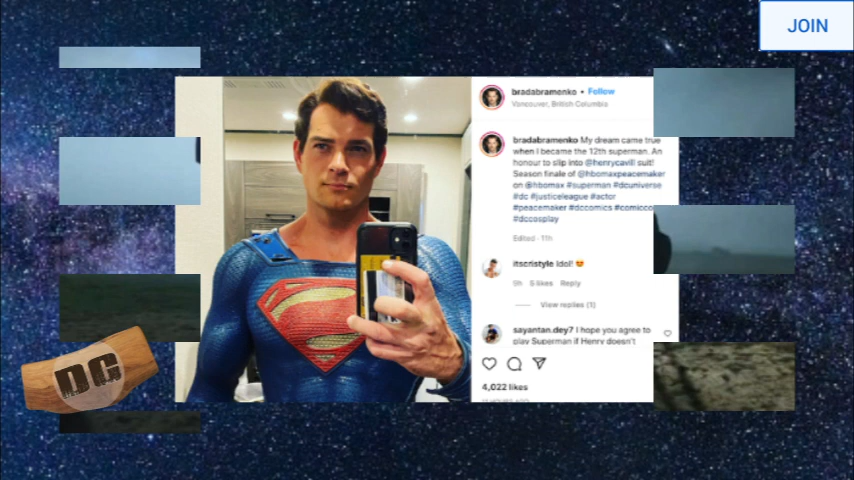 JOIN
bradabramenko • Follow
Vancouver, British Columbia
bradabramenko My dream came true
when I became the 12th superman. An
honour to slip into @henrycavill suit!
Season finale of @hbomaxpeacemaker
on @hbomax #superman #dcuniverse
#dc #justiceleague #actor
#peacemaker #dccomics #comicco
#dccosplay
Edited · 11h
itscristyle Idol! 😍
9h 5 likes Reply
View replies (1)
sayantan.dey7 I hope you agree to
play Superman if Henry doesn't
4,022 likes
DG